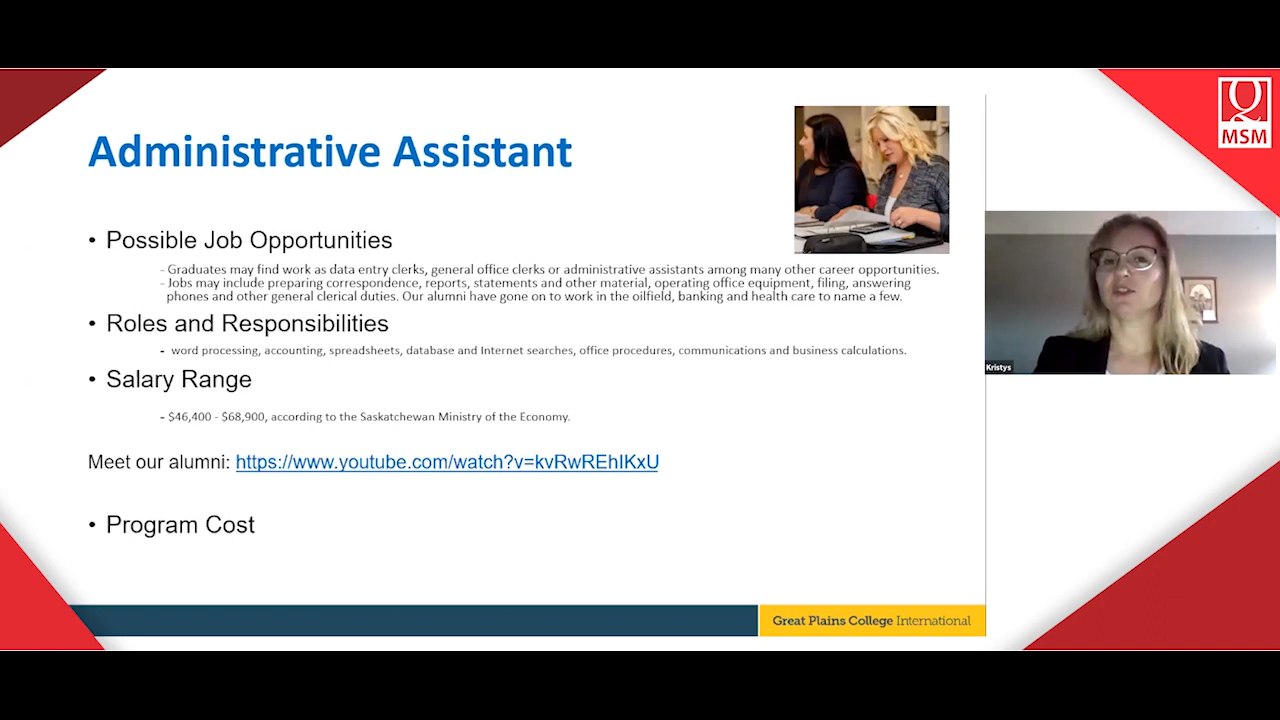 Administrative Assistant
• Possible Job Opportunities
- Graduates may find work as data entry clerks, general office clerks or administrative assistants among many other career opportunities.
- Jobs may include preparing correspondence, reports, statements and other material, operating office equipment, filing, answering
phones and other general clerical duties. Our alumni have gone on to work in the oilfield, banking and health care to name a few.
• Roles and Responsibilities
- word processing, accounting, spreadsheets, database and Internet searches, office procedures, communications and business calculations.
• Salary Range
- $46,400 - $68,900, according to the Saskatchewan Ministry of the Economy.
Meet our alumni: https://www.youtube.com/watch?v=kvRwREhIKxU
• Program Cost
Great Plains College International
MSM
Kristys